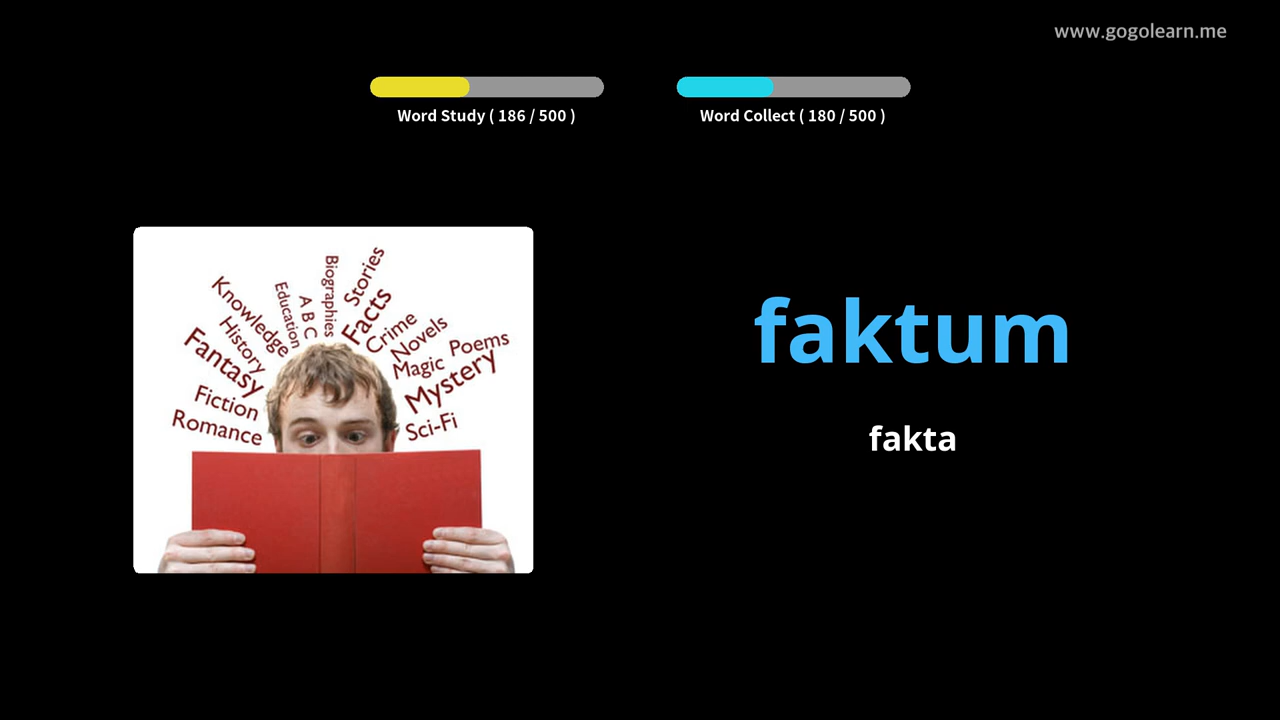 www.gogolearn.me
Word Study ( 186 / 500 )
Word Collect ( 180 / 500 )
Knowledge
Education
A B C
Biographies
Stories
Facts
Crime
Novels
Poems
Magic
Mystery
Sci-Fi
History
Fantasy
Fiction
Romance
faktum
fakta